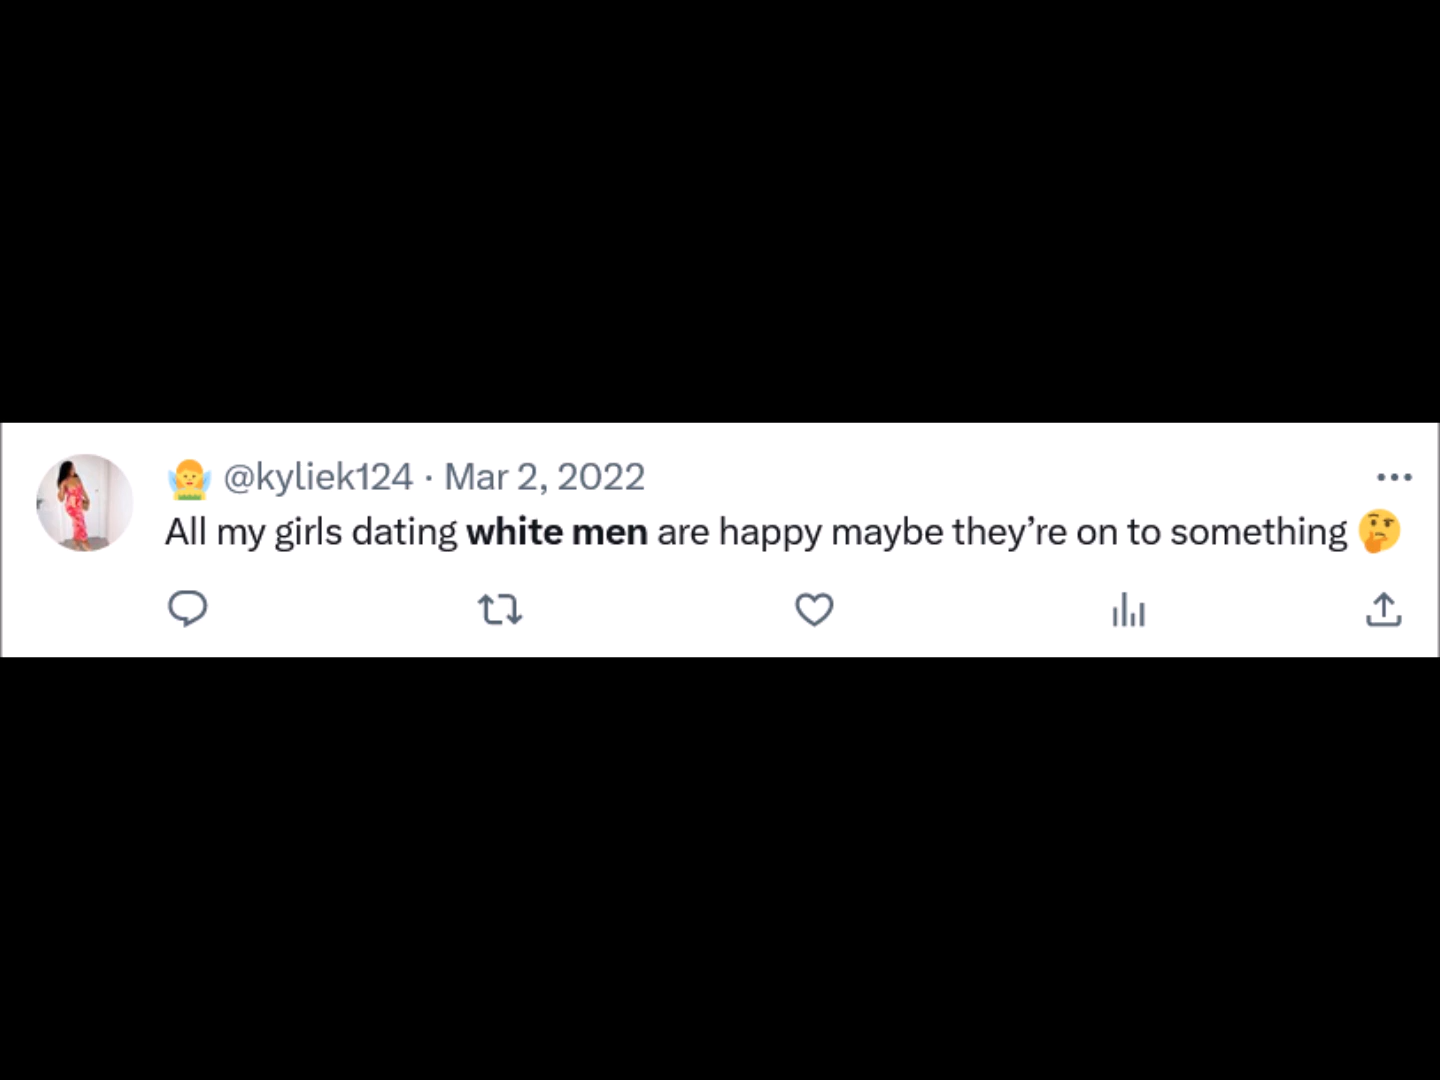 🧚 @kyliek124 · Mar 2, 2022
All my girls dating white men are happy maybe they’re on to something 🤔